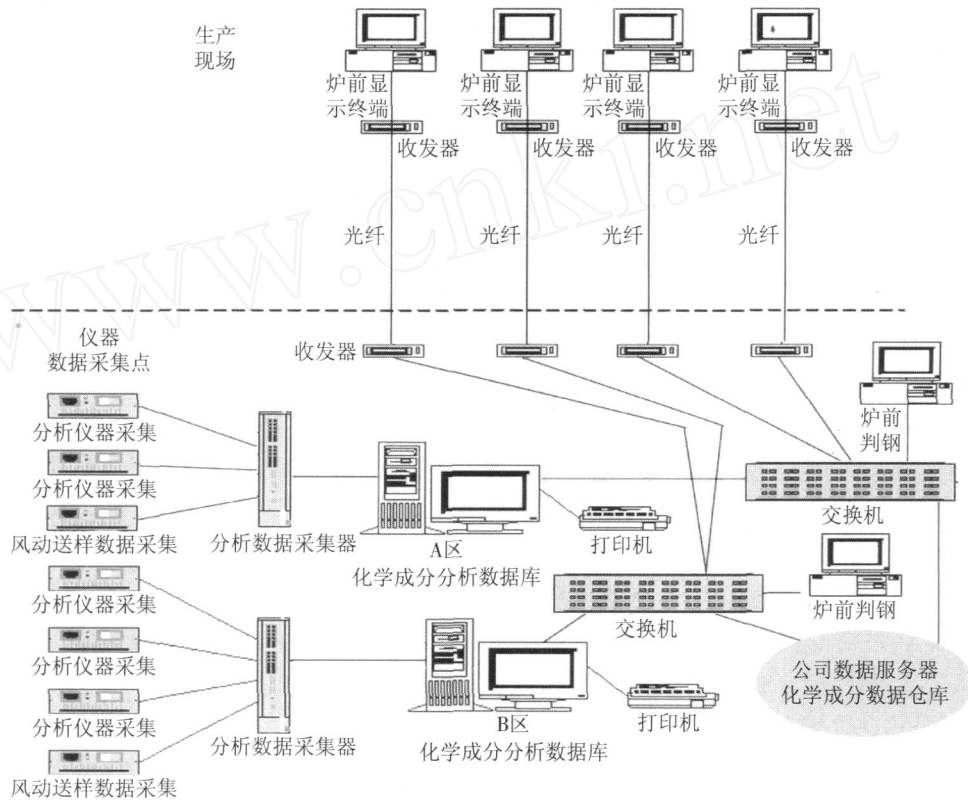 生产
现场
炉前显
示终端
炉前显
示终端
炉前显
示终端
炉前显
示终端
收发器
收发器
收发器
收发器
光纤
光纤
光纤
光纤
www.cnki.net
仪器
数据采集点
收发器
分析仪器采集
分析仪器采集
风动送样数据采集
分析数据采集器
A区
化学成分分析数据库
打印机
交换机
炉前
判钢
分析仪器采集
分析仪器采集
分析仪器采集
风动送样数据采集
分析数据采集器
B区
化学成分分析数据库
打印机
交换机
炉前判钢
公司数据服务器
化学成分数据仓库